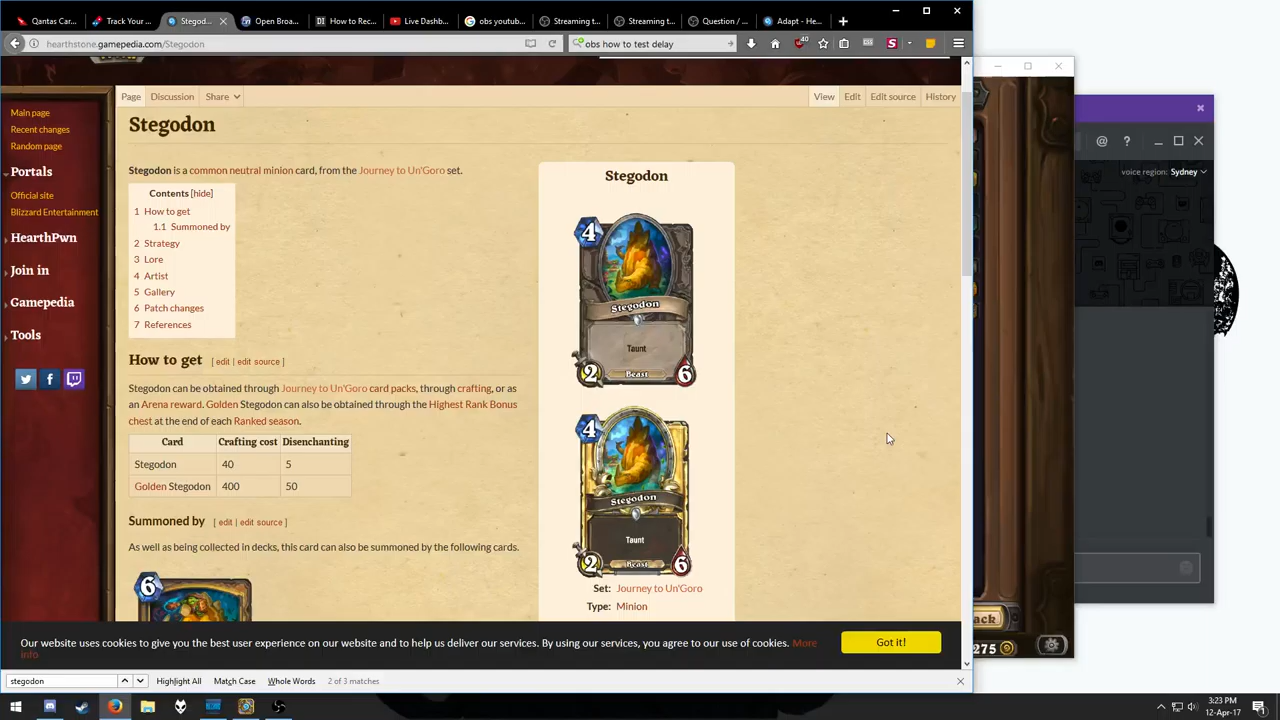 Qantas Car...
Track Your ...
Stegod...
Open Broa...
How to Rec...
Live Dashb...
obs youtub...
Streaming t...
Streaming t...
Question / ...
Adapt - He...
hearthstone.gamepedia.com/Stegodon
obs how to test delay
40
Page Discussion Share
View Edit Edit source History
Main page
Recent changes
Random page
Portals
Official site
Blizzard Entertainment
HearthPwn
Join in
Gamepedia
Tools
Stegodon
Stegodon is a common neutral minion card, from the Journey to Un'Goro set.
Contents [hide]
1 How to get
1.1 Summoned by
2 Strategy
3 Lore
4 Artist
5 Gallery
6 Patch changes
7 References
How to get [ edit | edit source ]
Stegodon can be obtained through Journey to Un'Goro card packs, through crafting, or as
an Arena reward. Golden Stegodon can also be obtained through the Highest Rank Bonus
chest at the end of each Ranked season.
Card Crafting cost Disenchanting
Stegodon 40 5
Golden Stegodon 400 50
Summoned by [ edit | edit source ]
As well as being collected in decks, this card can also be summoned by the following cards.
6
Stegodon
4
Stegodon
Taunt
2 Beast 6
4
Stegodon
Taunt
2 Beast 6
Set: Journey to Un'Goro
Type: Minion
Our website uses cookies to give you the best user experience on our website and to help us deliver our services. By using our services, you agree to our use of cookies. More
info
Got it!
stegodon
Highlight All Match Case Whole Words 2 of 3 matches
voice region: Sydney
ack
275
3:23 PM
12-Apr-17
1